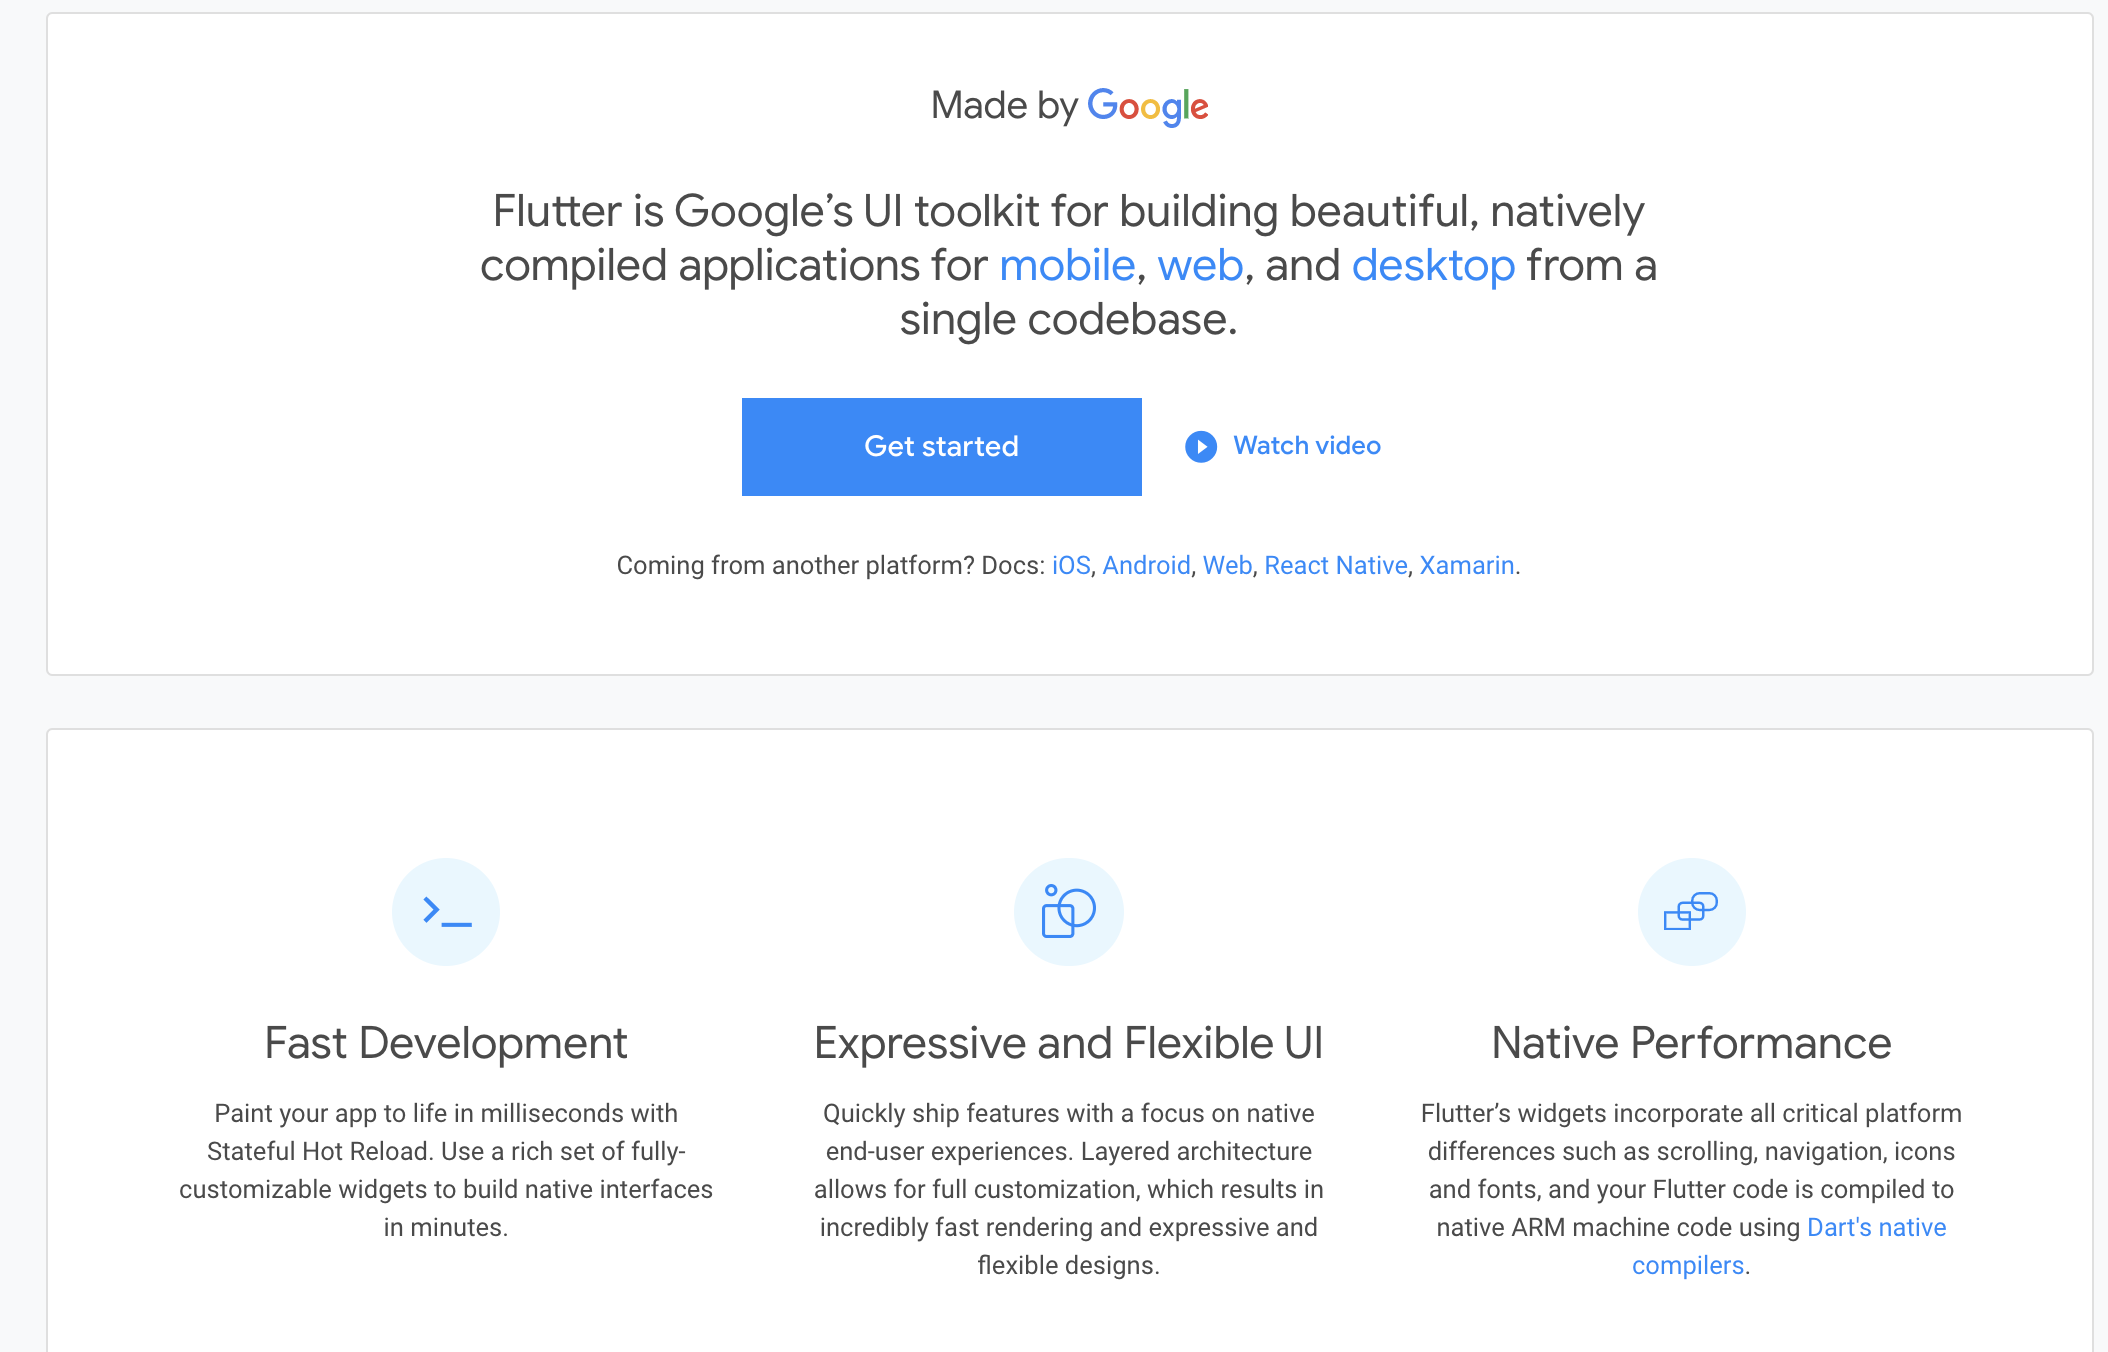 Made by Google
Flutter is Google’s UI toolkit for building beautiful, natively
compiled applications for mobile, web, and desktop from a
single codebase.
Get started
Watch video
Coming from another platform? Docs: iOS, Android, Web, React Native, Xamarin.
Fast Development
Paint your app to life in milliseconds with
Stateful Hot Reload. Use a rich set of fully-
customizable widgets to build native interfaces
in minutes.
Expressive and Flexible UI
Quickly ship features with a focus on native
end-user experiences. Layered architecture
allows for full customization, which results in
incredibly fast rendering and expressive and
flexible designs.
Native Performance
Flutter’s widgets incorporate all critical platform
differences such as scrolling, navigation, icons
and fonts, and your Flutter code is compiled to
native ARM machine code using Dart's native
compilers.